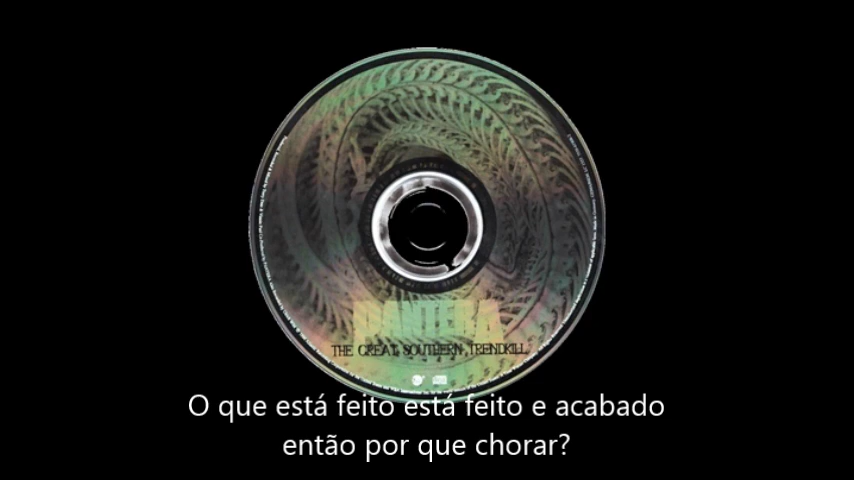 PANTERA
THE GREAT SOUTHERN TRENDKILL
O que está feito está feito e acabado
então por que chorar?